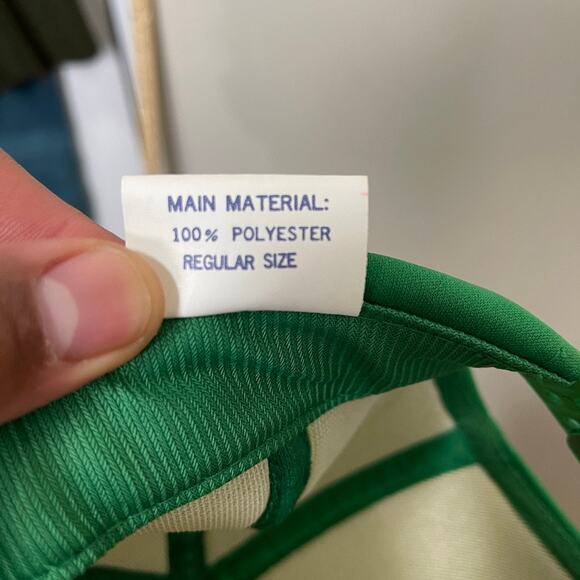 MAIN MATERIAL:
100% POLYESTER
REGULAR SIZE